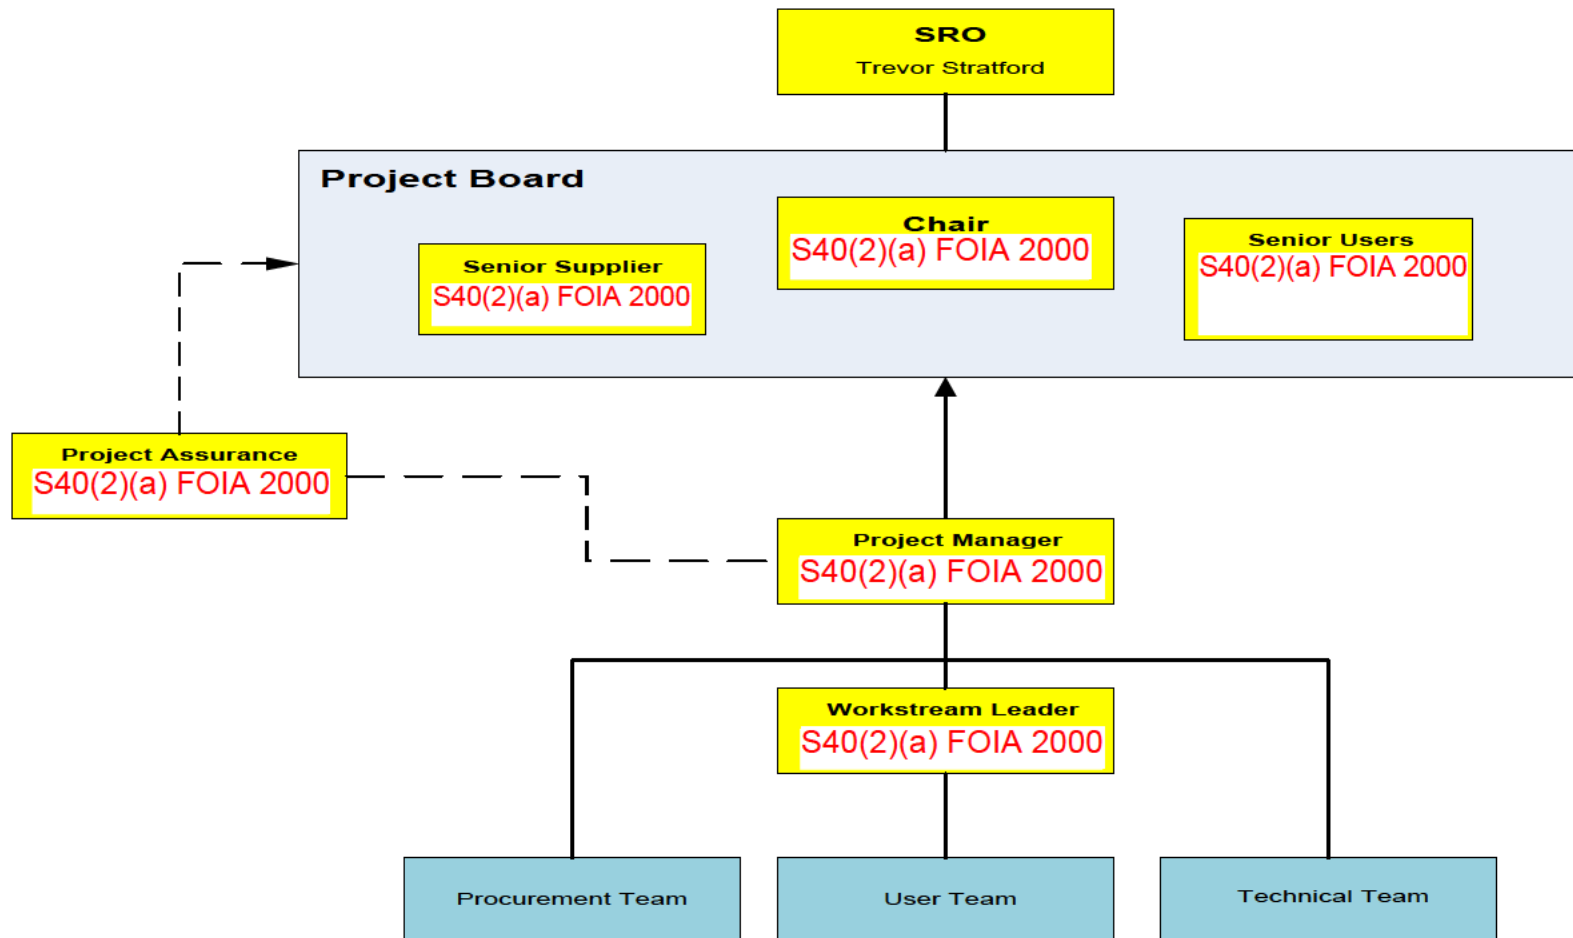 SRO
Trevor Stratford
Project Board
Chair
S40(2)(a) FOIA 2000
Senior Supplier
S40(2)(a) FOIA 2000
Senior Users
S40(2)(a) FOIA 2000
Project Assurance
S40(2)(a) FOIA 2000
Project Manager
S40(2)(a) FOIA 2000
Workstream Leader
S40(2)(a) FOIA 2000
Procurement Team
User Team
Technical Team